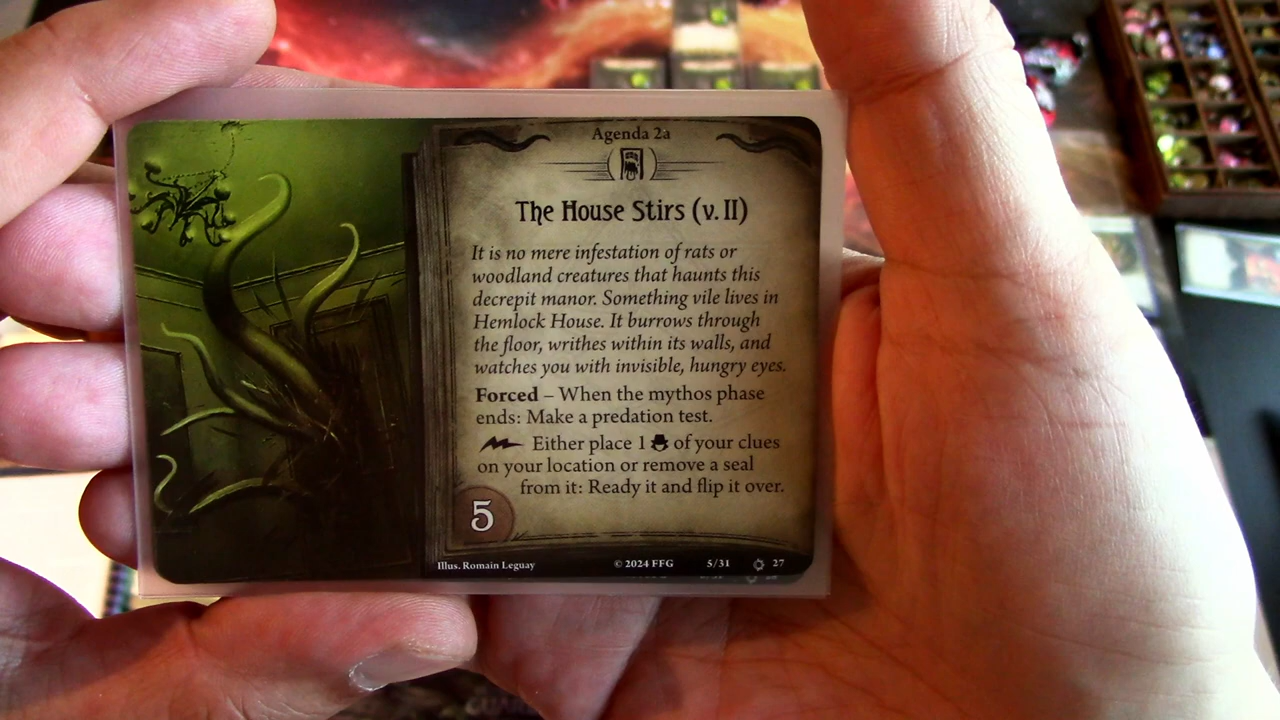 Agenda 2a
The House Stirs (v. II)
It is no mere infestation of rats or
woodland creatures that haunts this
decrepit manor. Something vile lives in
Hemlock House. It burrows through
the floor, writhes within its walls, and
watches you with invisible, hungry eyes.
Forced – When the mythos phase
ends: Make a predation test.
Either place 1 of your clues
on your location or remove a seal
from it: Ready it and flip it over.
5
Illus. Romain Leguay © 2024 FFG 5/31 27